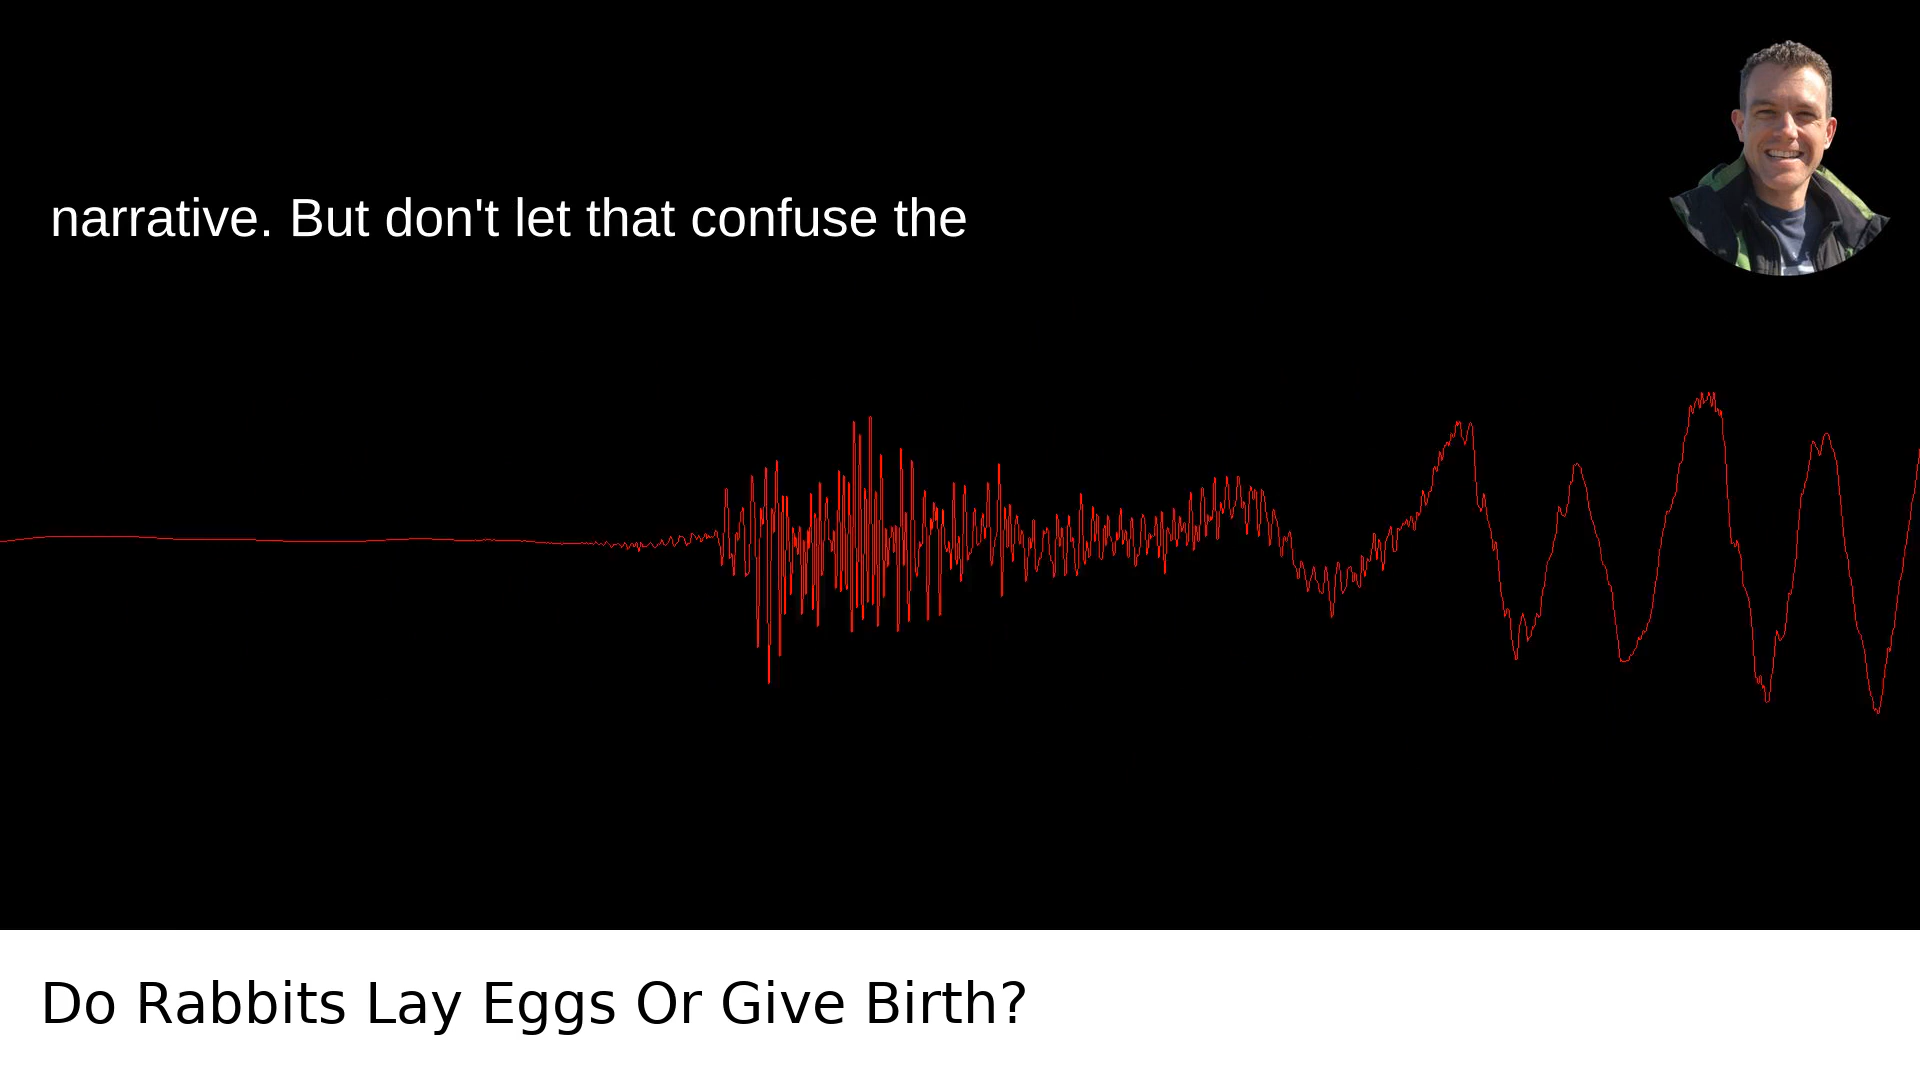 narrative. But don't let that confuse the
Do Rabbits Lay Eggs Or Give Birth?